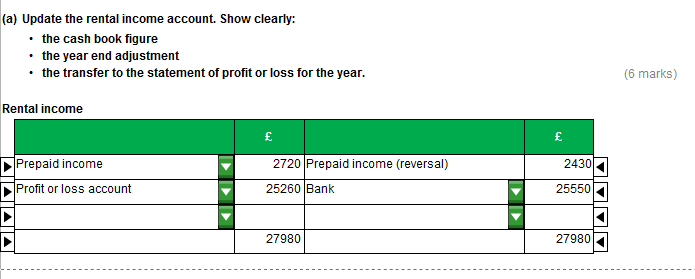 (a) Update the rental income account. Show clearly:
• the cash book figure
• the year end adjustment
• the transfer to the statement of profit or loss for the year.
(6 marks)
Rental income
£ £
Prepaid income 2720 Prepaid income (reversal) 2430
Profit or loss account 25260 Bank 25550
27980 27980